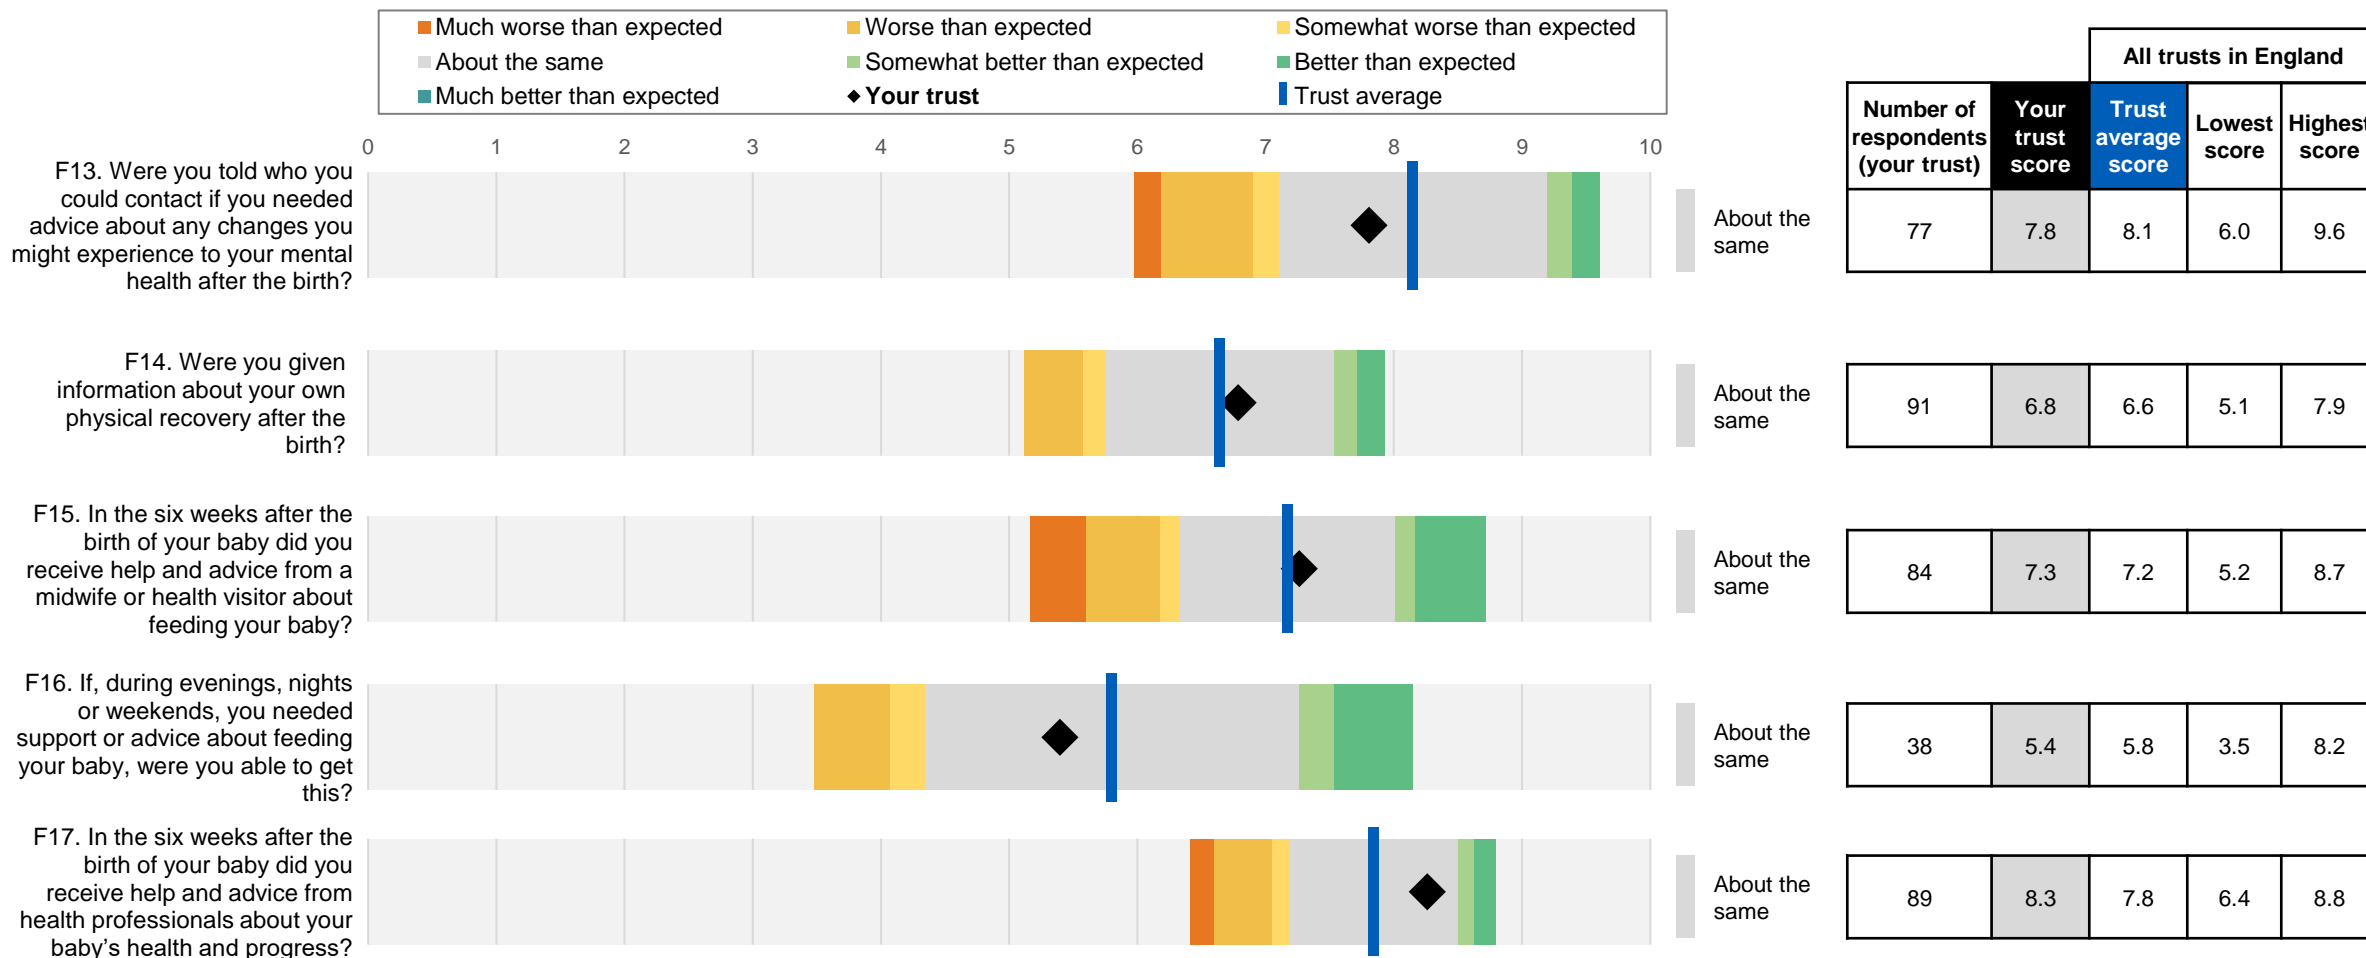 Much worse than expected
Worse than expected
Somewhat worse than expected
About the same
Somewhat better than expected
Better than expected
Much better than expected
Your trust
Trust average
All trusts in England
Number of
respondents
(your trust)
Your
trust
score
Trust
average
score
Lowest
score
Highest
score
0 1 2 3 4 5 6 7 8 9 10
F13. Were you told who you
could contact if you needed
advice about any changes you
might experience to your mental
health after the birth?
About the
same
77 7.8 8.1 6.0 9.6
F14. Were you given
information about your own
physical recovery after the
birth?
About the
same
91 6.8 6.6 5.1 7.9
F15. In the six weeks after the
birth of your baby did you
receive help and advice from a
midwife or health visitor about
feeding your baby?
About the
same
84 7.3 7.2 5.2 8.7
F16. If, during evenings, nights
or weekends, you needed
support or advice about feeding
your baby, were you able to get
this?
About the
same
38 5.4 5.8 3.5 8.2
F17. In the six weeks after the
birth of your baby did you
receive help and advice from
health professionals about your
baby's health and progress?
About the
same
89 8.3 7.8 6.4 8.8